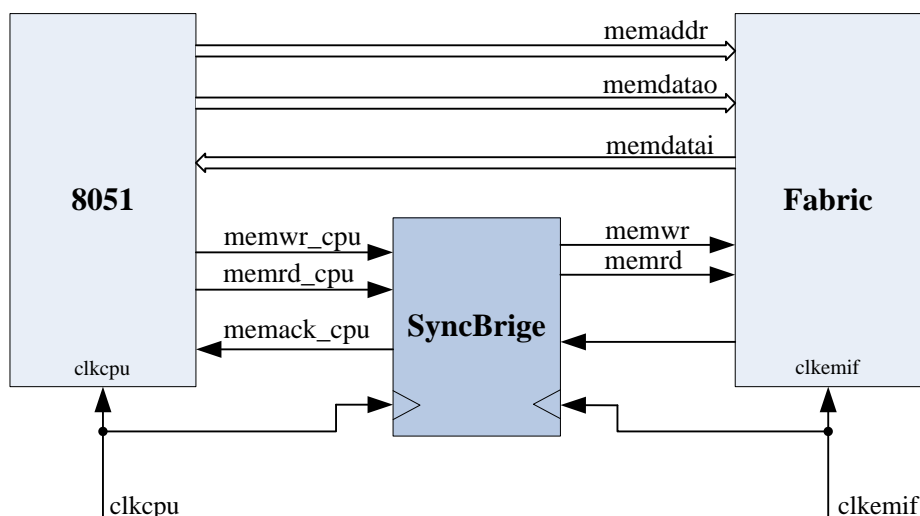 memaddr
memdatao
memdatai
8051
Fabric
memwr_cpu
memwr
memrd_cpu
memrd
memack_cpu
SyncBrige
clkcpu
clkemif
clkcpu
clkemif